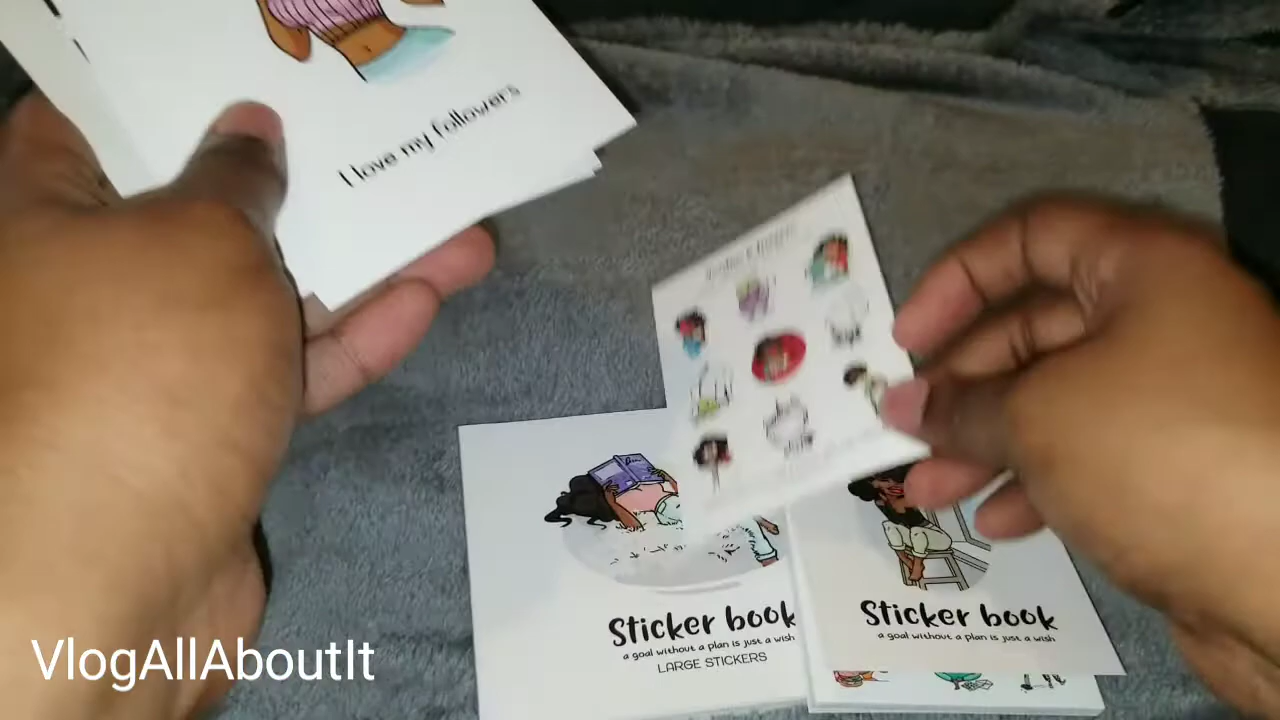 I love my followers
Sticker book
a goal without a plan is just a wish
LARGE STICKERS
Sticker book
a goal without a plan is just a wish
VlogAllAboutIt